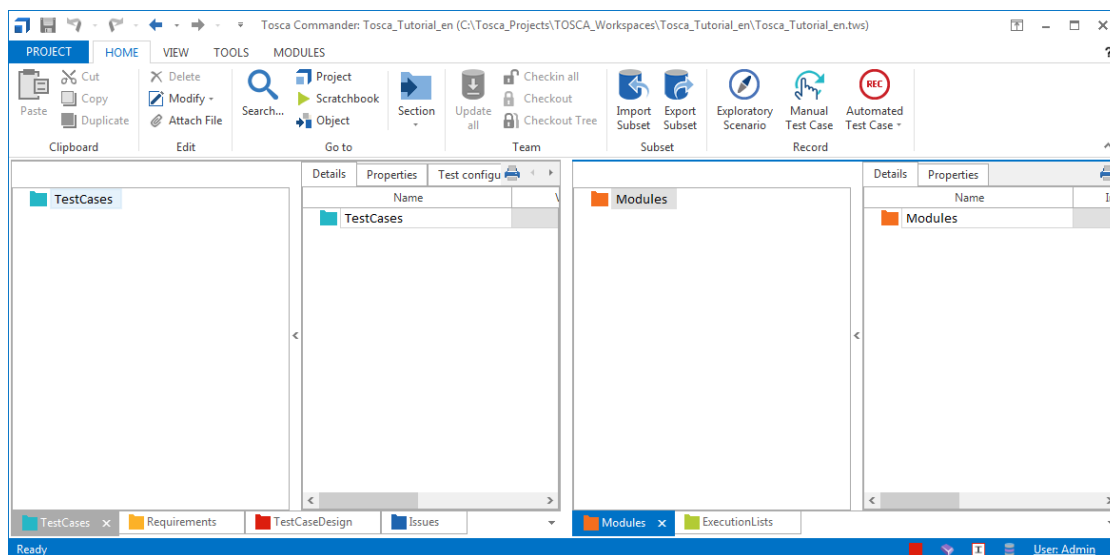 Tosca Commander: Tosca_Tutorial_en (C:\Tosca_Projects\TOSCA_Workspaces\Tosca_Tutorial_en\Tosca_Tutorial_en.tws)
PROJECT HOME VIEW TOOLS MODULES ?
Paste
Cut
Copy
Duplicate
Clipboard
Delete
Modify
Attach File
Edit
Search...
Project
Scratchbook
Object
Section
Go to
Update all
Checkin all
Checkout
Checkout Tree
Team
Import Subset
Export Subset
Subset
Exploratory Scenario
Manual Test Case
REC
Automated Test Case
Record
TestCases
Details Properties Test configu
Name
TestCases
Modules
Details Properties
Name
Modules
TestCases x Requirements TestCaseDesign Issues
Modules x ExecutionLists
Ready
User: Admin